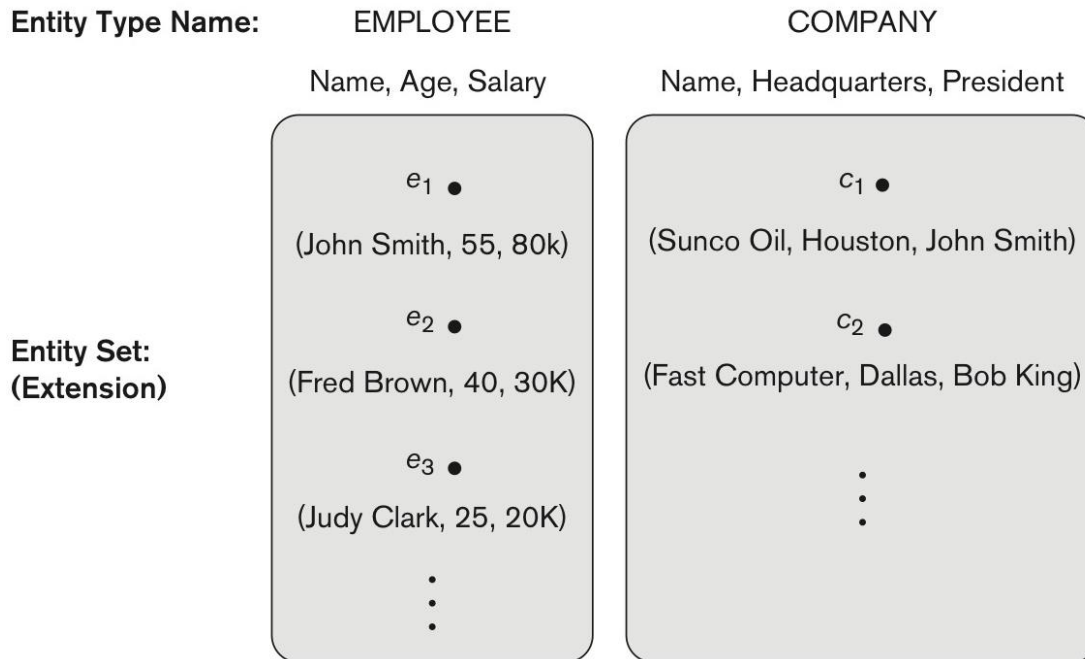 Entity Type Name: EMPLOYEE COMPANY
Name, Age, Salary Name, Headquarters, President
e1 c1
(John Smith, 55, 80k) (Sunco Oil, Houston, John Smith)
e2 c2
Entity Set:
(Extension)
(Fred Brown, 40, 30K) (Fast Computer, Dallas, Bob King)
e3
(Judy Clark, 25, 20K)